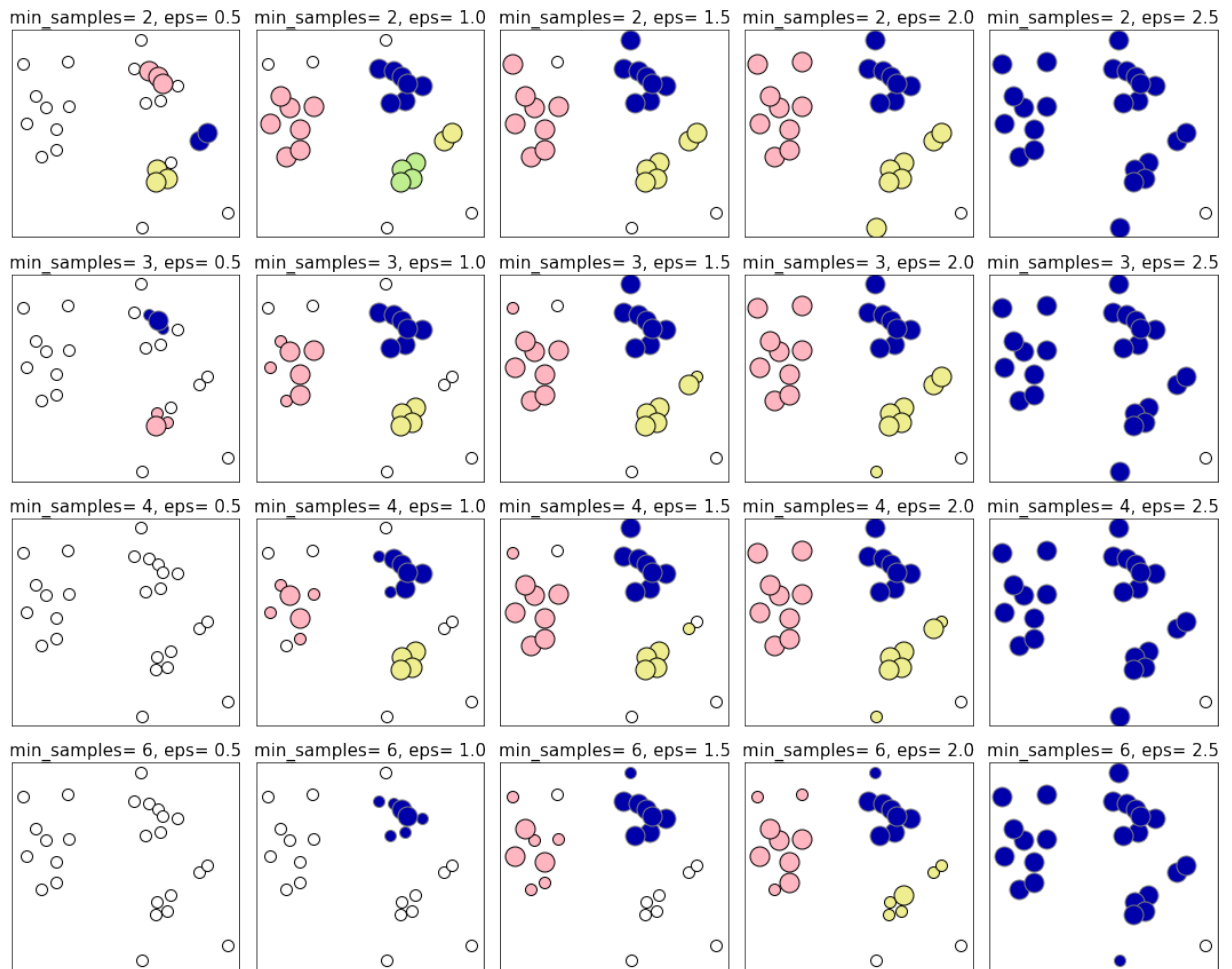 min_samples= 2, eps= 0.5
min_samples= 2, eps= 1.0
min_samples= 2, eps= 1.5
min_samples= 2, eps= 2.0
min_samples= 2, eps= 2.5
min_samples= 3, eps= 0.5
min_samples= 3, eps= 1.0
min_samples= 3, eps= 1.5
min_samples= 3, eps= 2.0
min_samples= 3, eps= 2.5
min_samples= 4, eps= 0.5
min_samples= 4, eps= 1.0
min_samples= 4, eps= 1.5
min_samples= 4, eps= 2.0
min_samples= 4, eps= 2.5
min_samples= 6, eps= 0.5
min_samples= 6, eps= 1.0
min_samples= 6, eps= 1.5
min_samples= 6, eps= 2.0
min_samples= 6, eps= 2.5